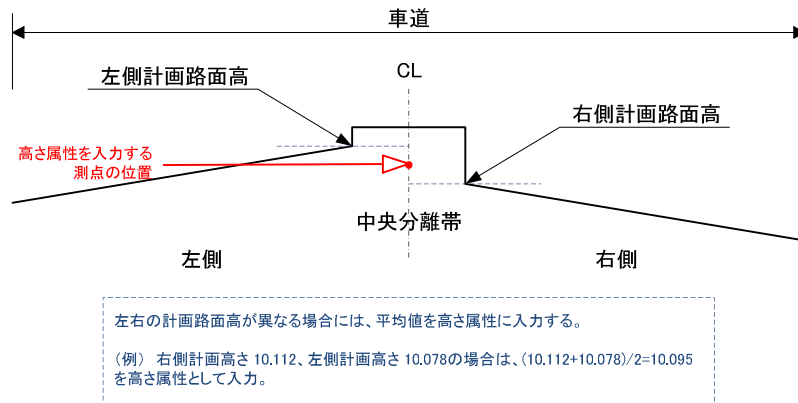 車道
左側計画路面高
CL
右側計画路面高
高さ属性を入力する
測点の位置
中央分離帯
左側
右側
左右の計画路面高が異なる場合には、平均値を高さ属性に入力する。
（例） 右側計画高さ 10.112、左側計画高さ 10.078の場合は、(10.112+10.078)/2=10.095
を高さ属性として入力。